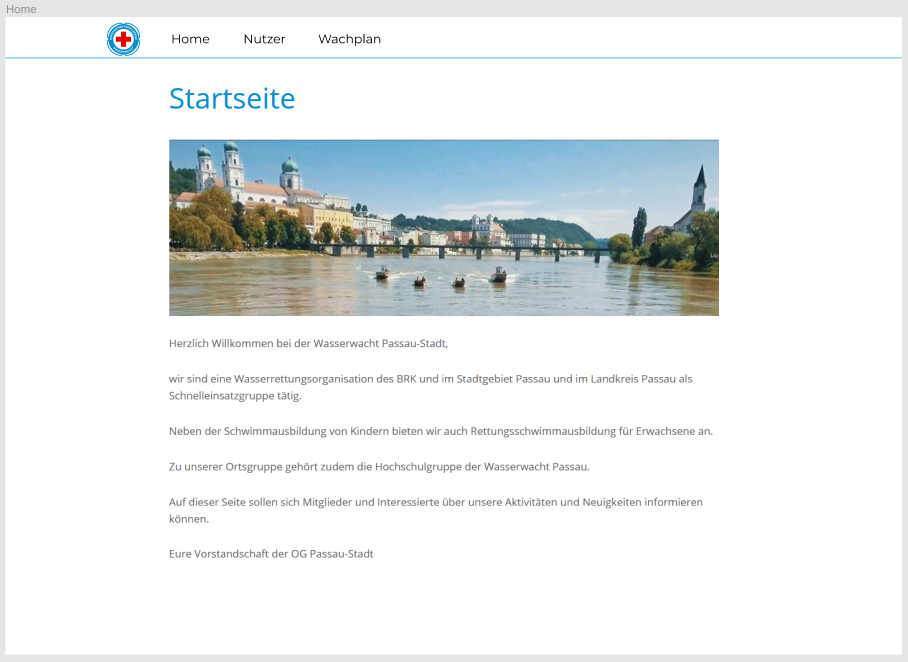 Home
Home Nutzer Wachplan
Startseite
Herzlich Willkommen bei der Wasserwacht Passau-Stadt,
wir sind eine Wasserrettungsorganisation des BRK und im Stadtgebiet Passau und im Landkreis Passau als
Schnelleinsatzgruppe tätig.
Neben der Schwimmausbildung von Kindern bieten wir auch Rettungsschwimmausbildung für Erwachsene an.
Zu unserer Ortsgruppe gehört zudem die Hochschulgruppe der Wasserwacht Passau.
Auf dieser Seite sollen sich Mitglieder und Interessierte über unsere Aktivitäten und Neuigkeiten informieren
können.
Eure Vorstandschaft der OG Passau-Stadt